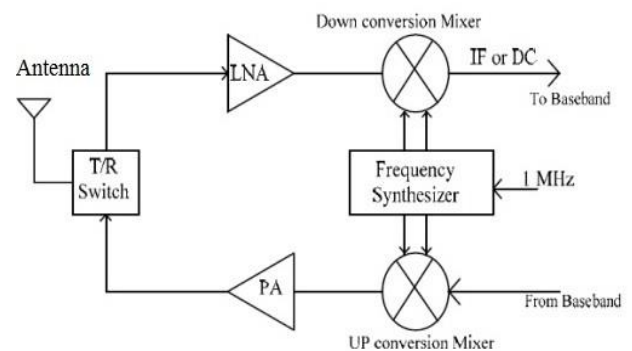 Down conversion Mixer
Antenna
LNA
IF or DC
To Baseband
T/R
Switch
Frequency
Synthesizer
1 MHz
PA
From Baseband
UP conversion Mixer